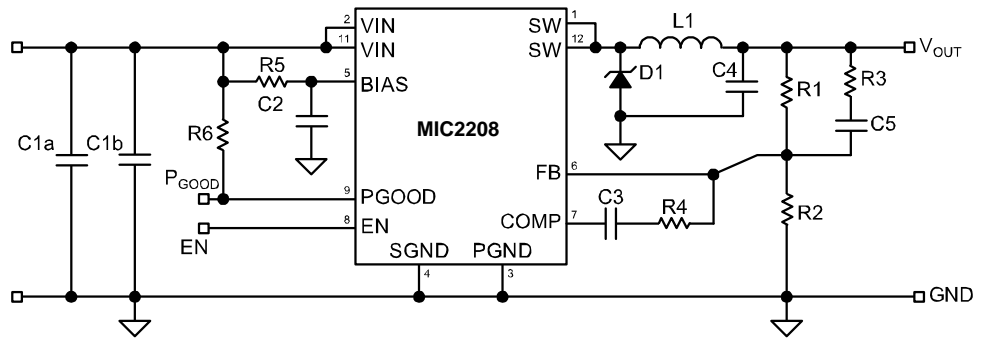 2 VIN
11 VIN
5 BIAS
9 PGOOD
8 EN
SW 1
SW 12
FB 6
COMP 7
SGND
4
PGND
3
MIC2208
C1a
C1b
R5
C2
R6
PGOOD
EN
L1
D1
C4
R1
R3
C5
R2
C3
R4
VOUT
GND